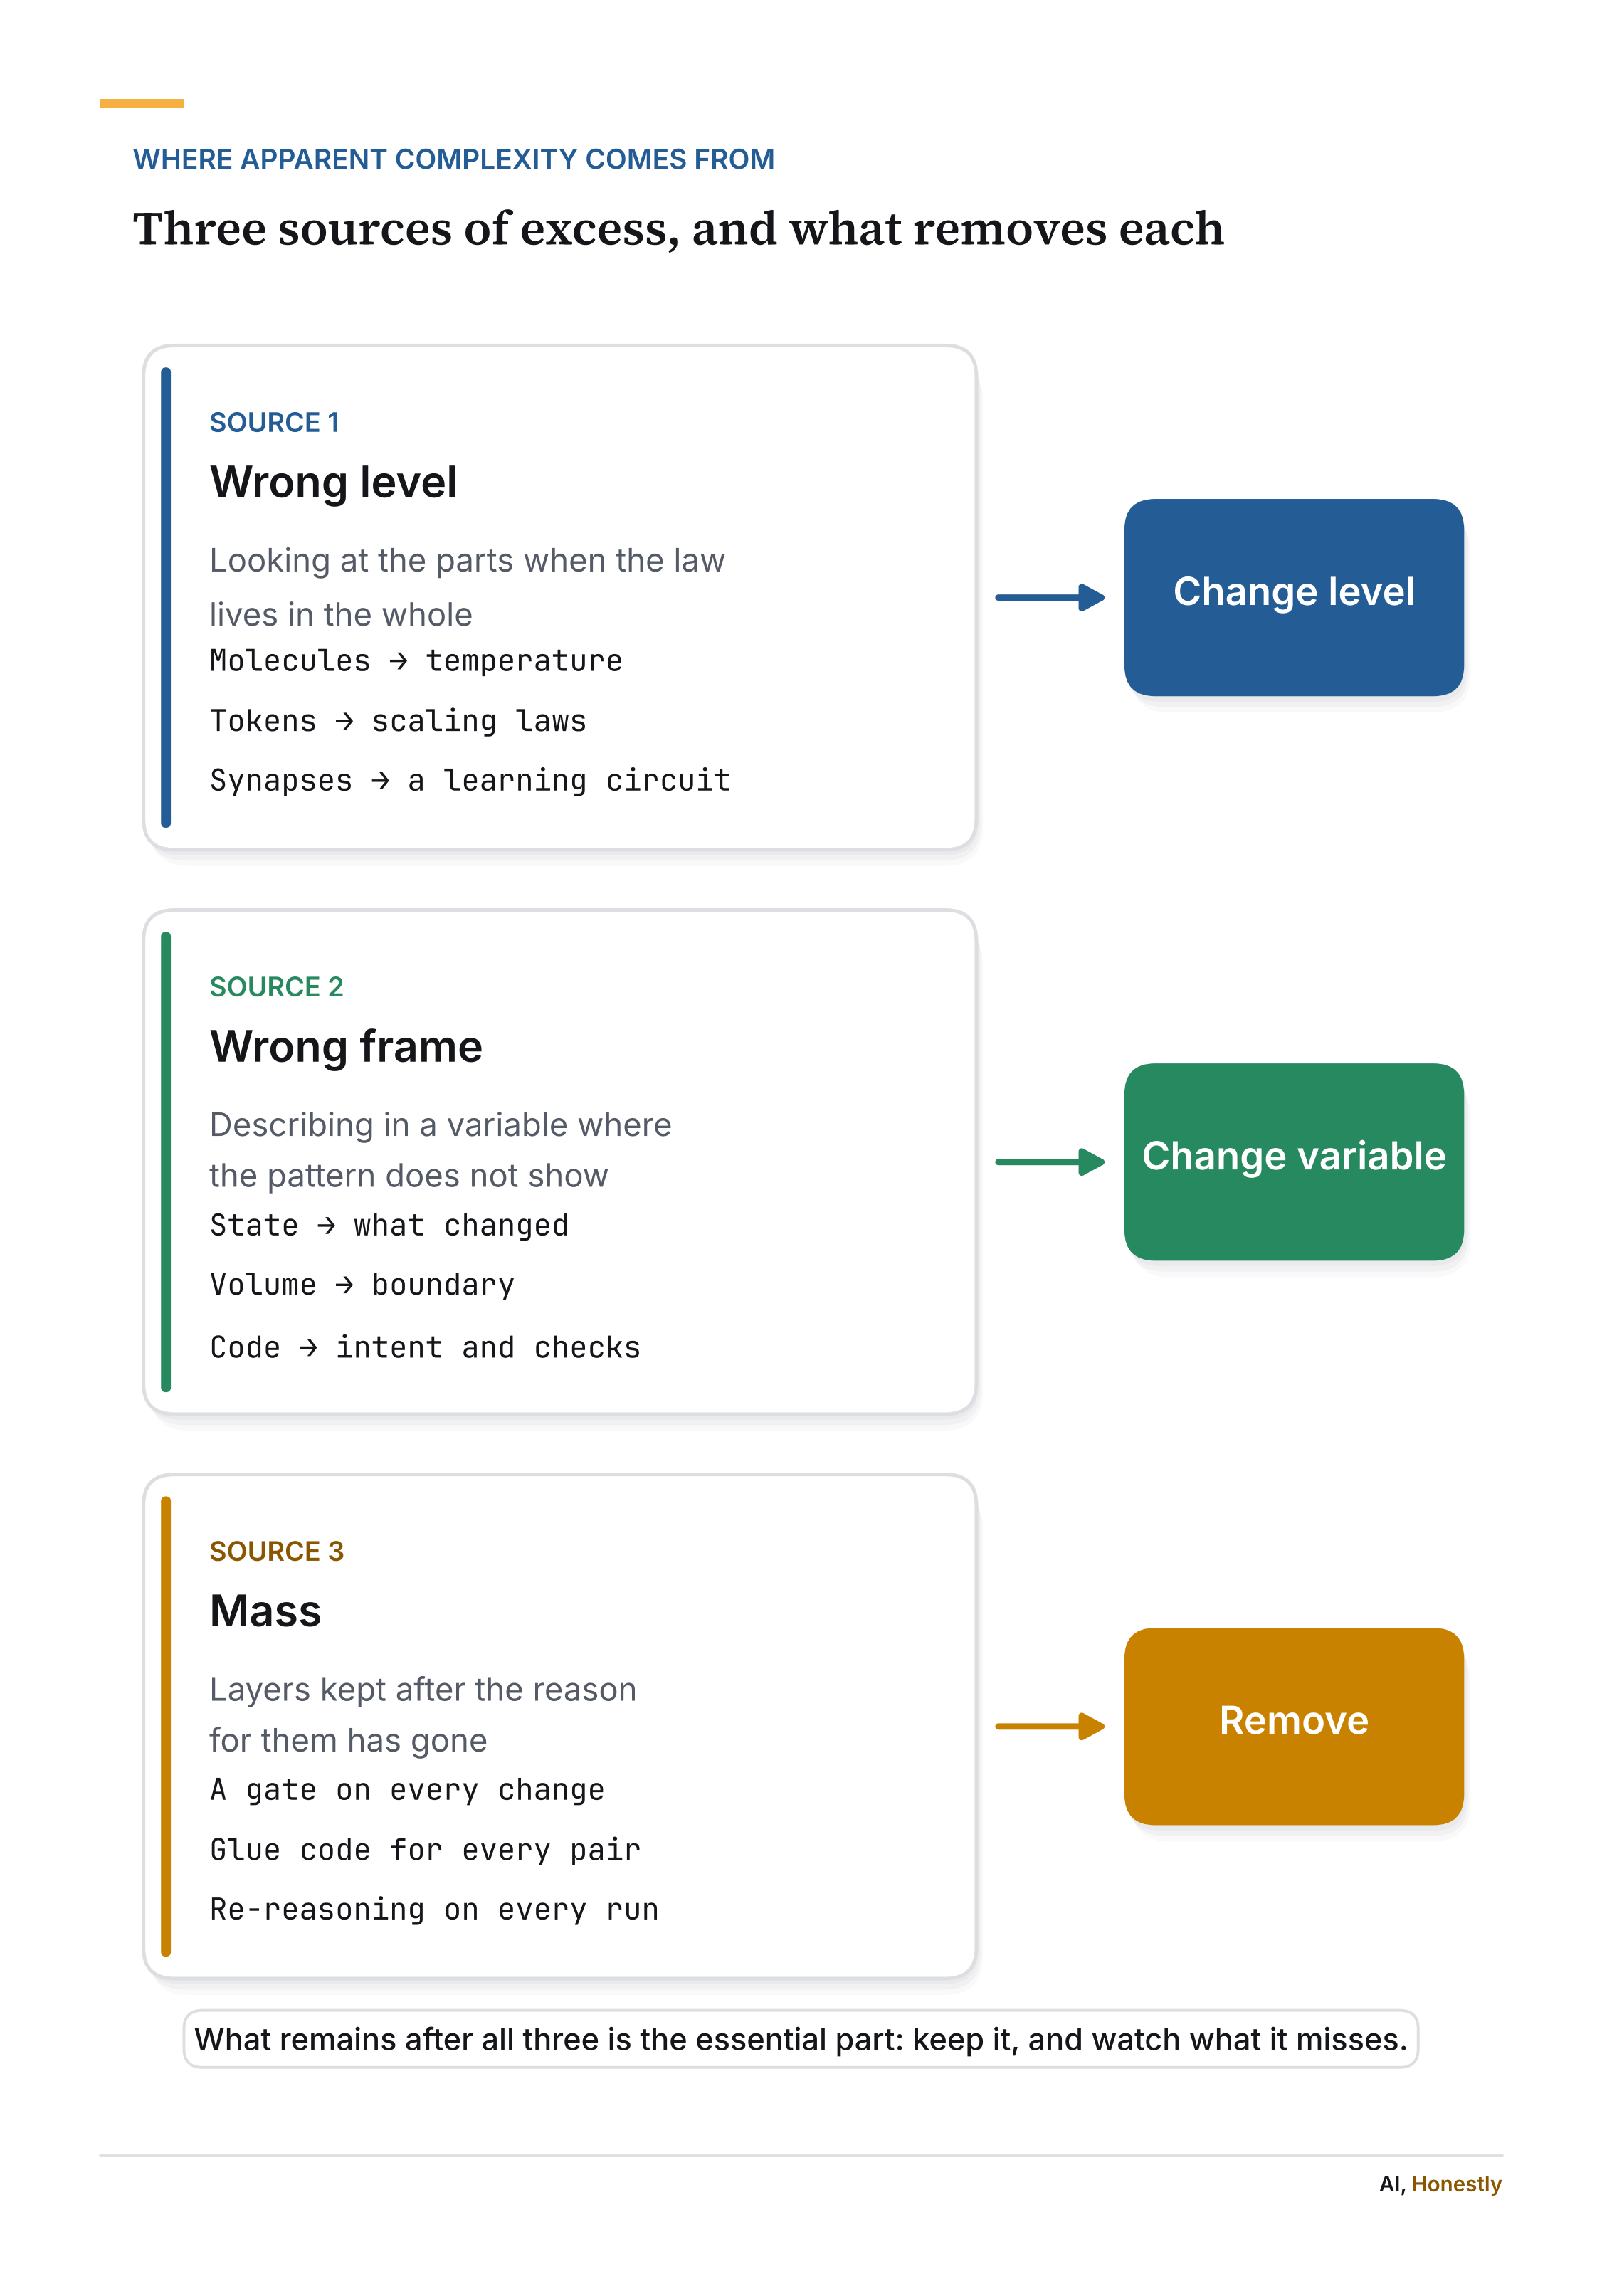 WHERE APPARENT COMPLEXITY COMES FROM
Three sources of excess, and what removes each
SOURCE 1
Wrong level
Looking at the parts when the law
lives in the whole
Molecules → temperature
Tokens → scaling laws
Synapses → a learning circuit
Change level
SOURCE 2
Wrong frame
Describing in a variable where
the pattern does not show
State → what changed
Volume → boundary
Code → intent and checks
Change variable
SOURCE 3
Mass
Layers kept after the reason
for them has gone
A gate on every change
Glue code for every pair
Re-reasoning on every run
Remove
What remains after all three is the essential part: keep it, and watch what it misses.
AI, Honestly